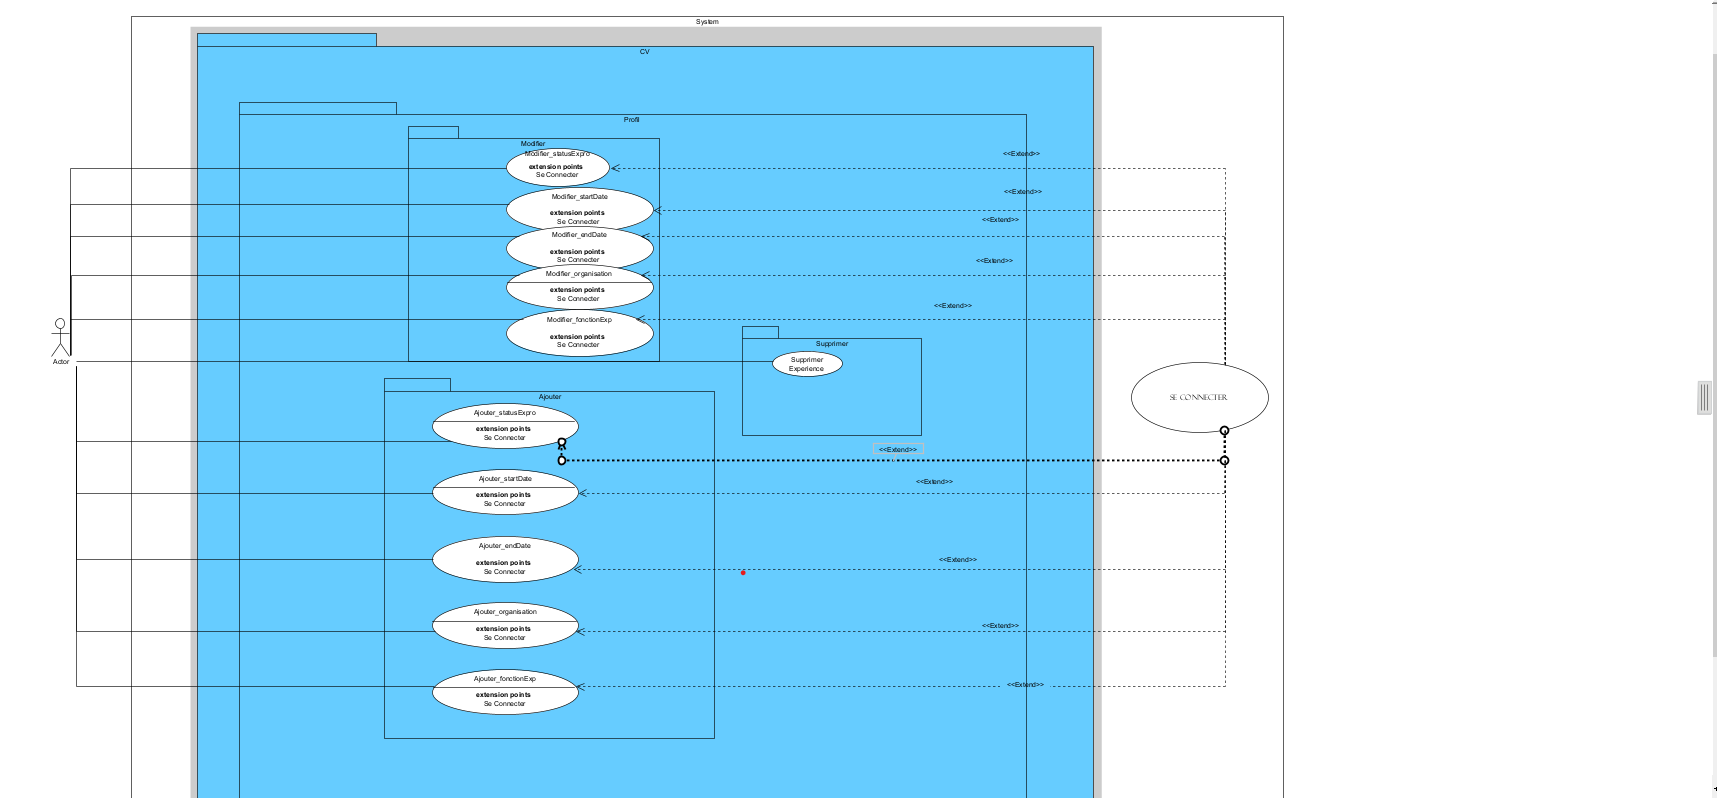 System
CV
Profil
Modifier
Modifier_statusExpro
extension points
Se Connecter
<<Extend>>
Modifier_startDate
extension points
Se Connecter
<<Extend>>
Modifier_endDate
extension points
Se Connecter
<<Extend>>
Modifier_organisation
extension points
Se Connecter
<<Extend>>
Modifier_fonctionExp
extension points
Se Connecter
<<Extend>>
Actor
Supprimer
Supprimer
Experience
SE CONNECTER
Ajouter
Ajouter_statusExpro
extension points
Se Connecter
<<Extend>>
Ajouter_startDate
extension points
Se Connecter
<<Extend>>
Ajouter_endDate
extension points
Se Connecter
<<Extend>>
Ajouter_organisation
extension points
Se Connecter
<<Extend>>
Ajouter_fonctionExp
extension points
Se Connecter
<<Extend>>